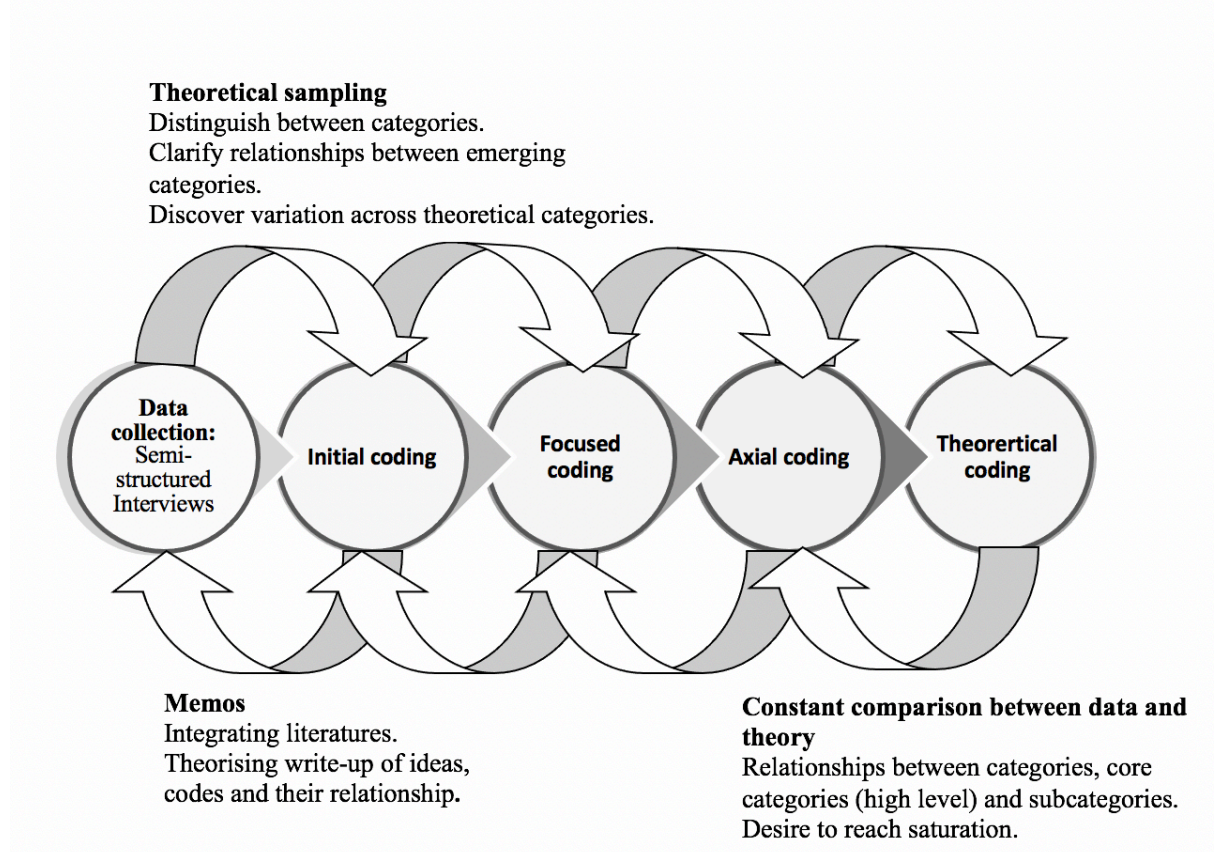 Theoretical sampling
Distinguish between categories.
Clarify relationships between emerging
categories.
Discover variation across theoretical categories.
Data
collection:
Semi-
structured
Interviews
Initial coding
Focused
coding
Axial coding
Theorertical
coding
Memos
Integrating literatures.
Theorising write-up of ideas,
codes and their relationship.
Constant comparison between data and
theory
Relationships between categories, core
categories (high level) and subcategories.
Desire to reach saturation.